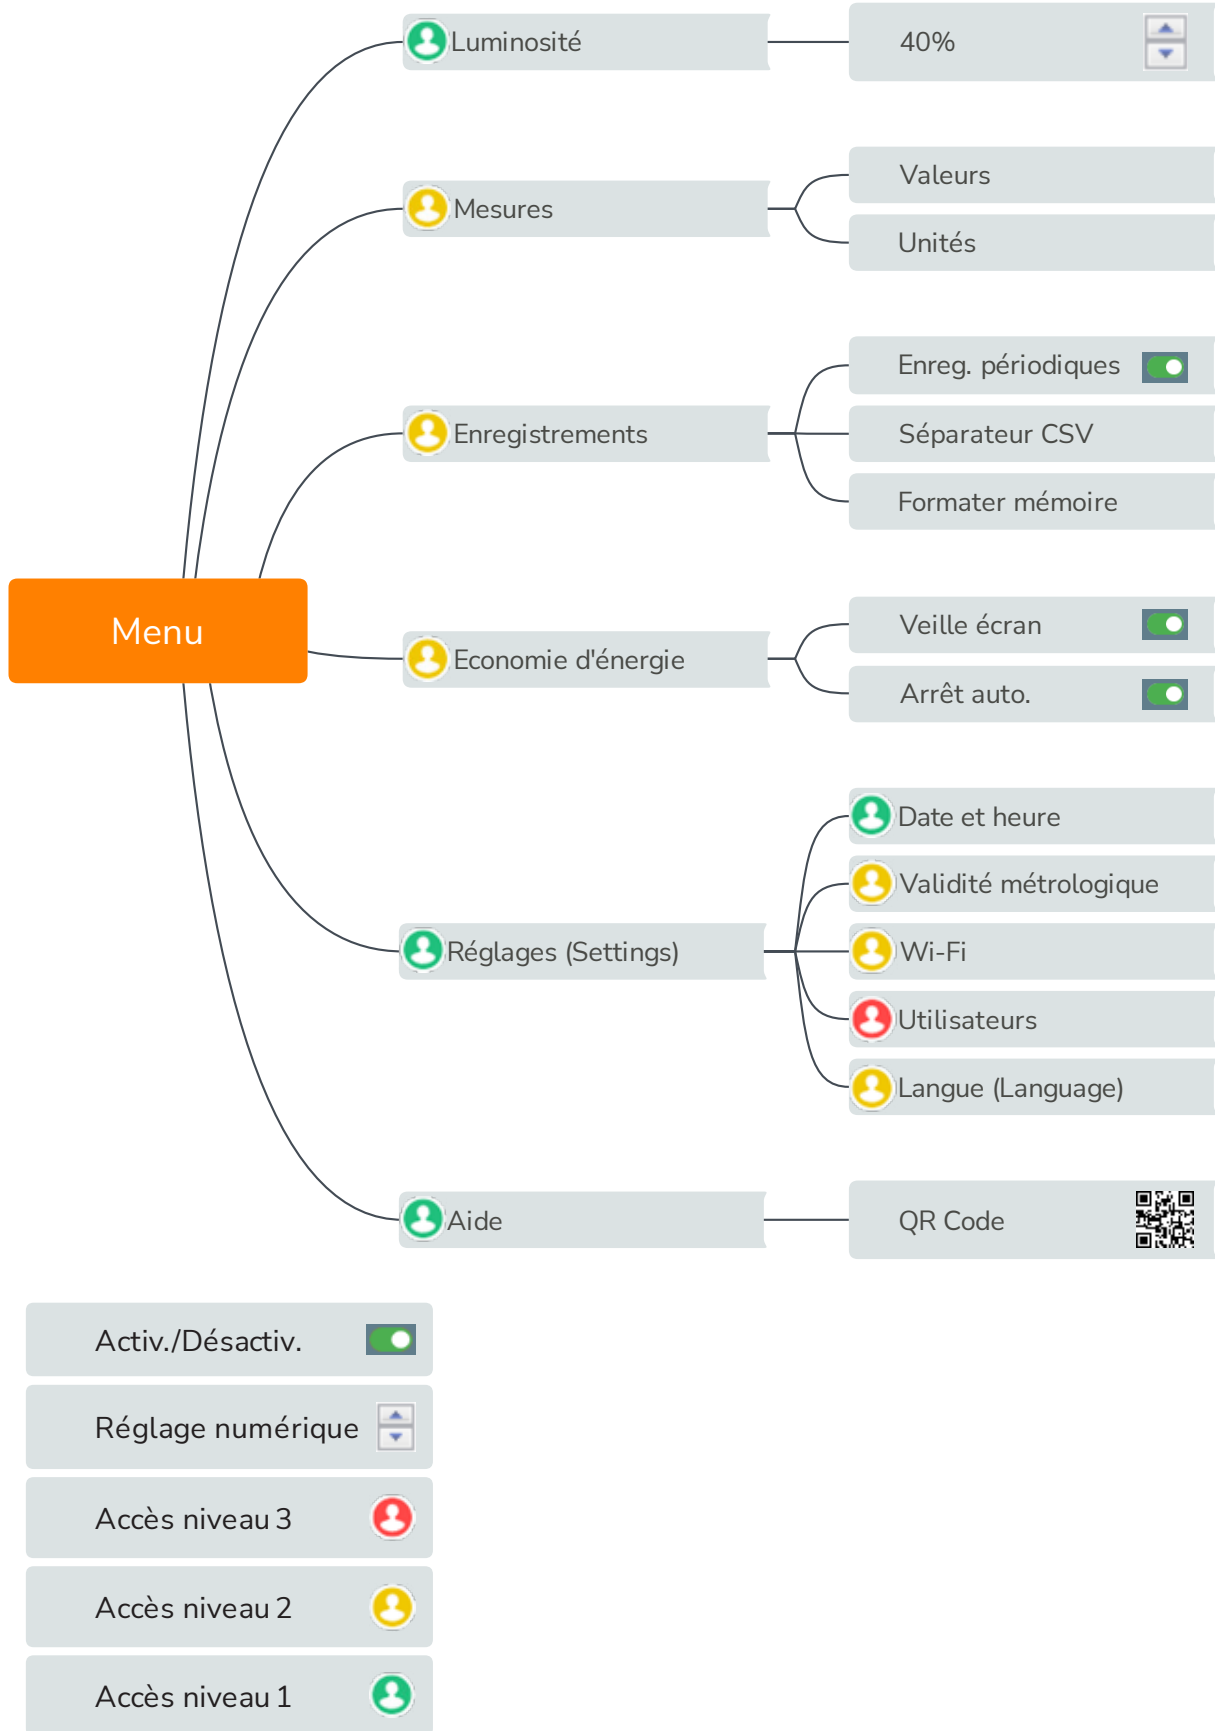 Luminosité
40%
Mesures
Valeurs
Unités
Enregistrements
Enreg. périodiques
Séparateur CSV
Formater mémoire
Menu
Economie d'énergie
Veille écran
Arrêt auto.
Réglages (Settings)
Date et heure
Validité métrologique
Wi-Fi
Utilisateurs
Langue (Language)
Aide
QR Code
Activ./Désactiv.
Réglage numérique
Accès niveau 3
Accès niveau 2
Accès niveau 1